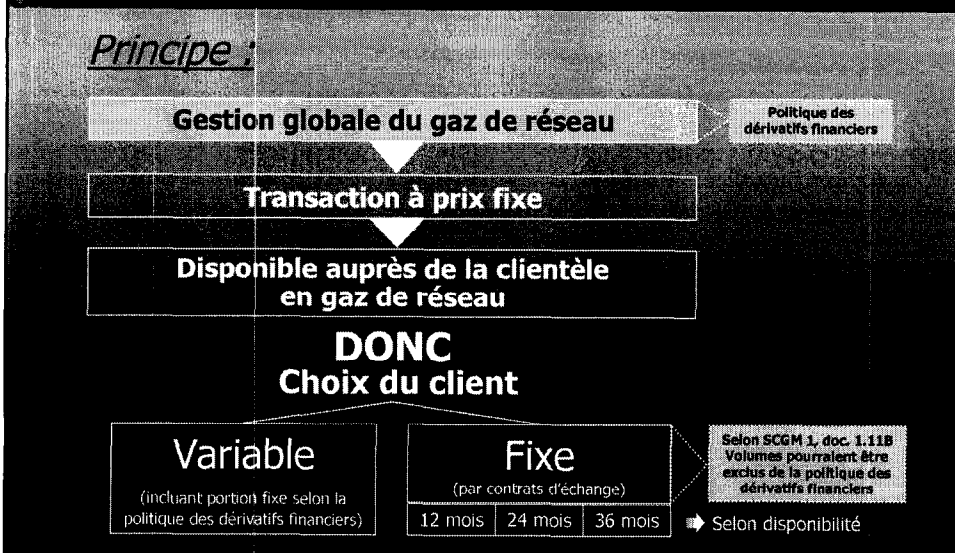 Principe :
Gestion globale du gaz de réseau
Politique des
dérivatifs financiers
Transaction à prix fixe
Disponible auprès de la clientèle
en gaz de réseau
DONC
Choix du client
Variable
(incluant portion fixe selon la
politique des dérivatifs financiers)
Fixe
(par contrats d'échange)
12 mois 24 mois 36 mois
Selon SCGM 1, doc. 1.11B
Volumes pourraient être
exclus de la politique des
dérivatifs financiers
Selon disponibilité